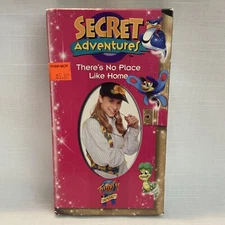 SECRET
Adventures
There's No Place
Like Home